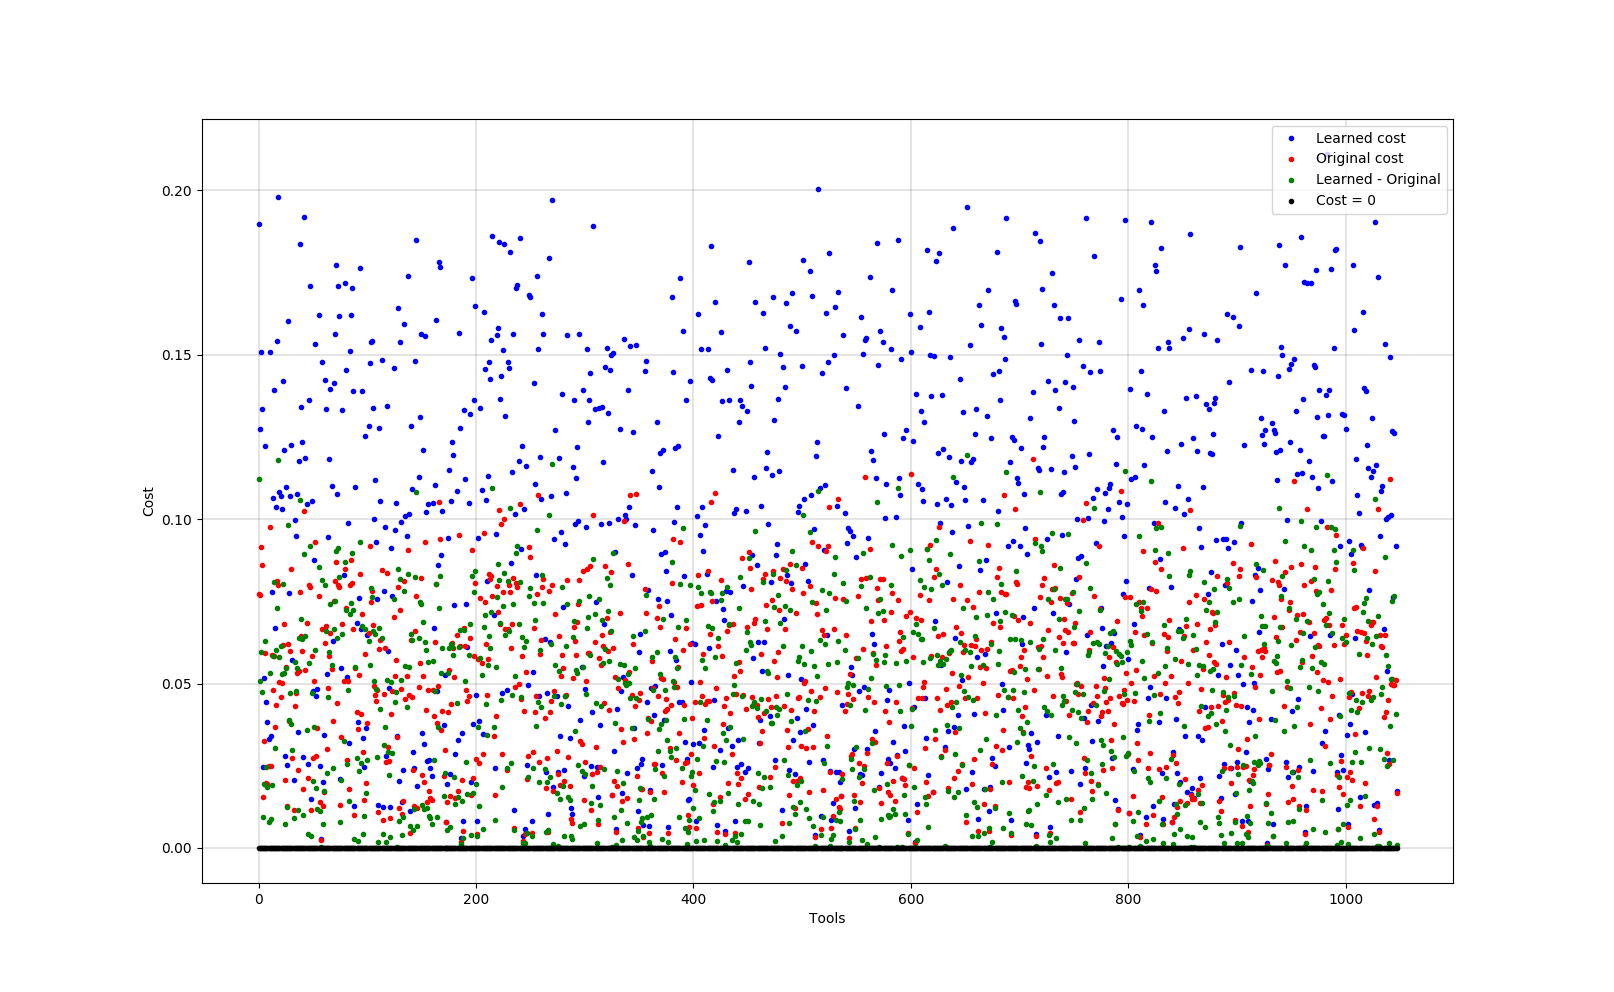 Learned cost
Original cost
Learned - Original
Cost = 0
0.20
0.15
0.10
0.05
0.00
Cost
0 200 400 600 800 1000
Tools